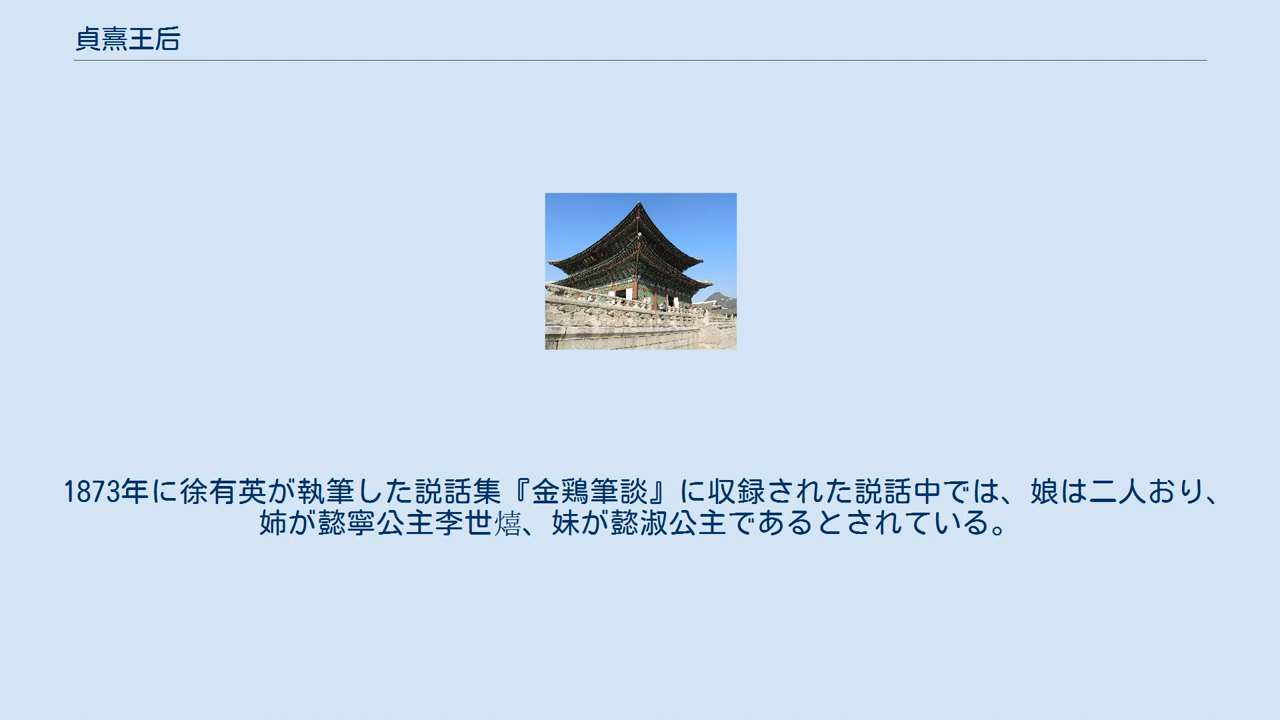 貞熹王后
1873年に徐有英が執筆した説話集『金鶏筆談』に収録された説話中では、娘は二人おり、
姉が懿寧公主李世熺、妹が懿淑公主であるとされている。